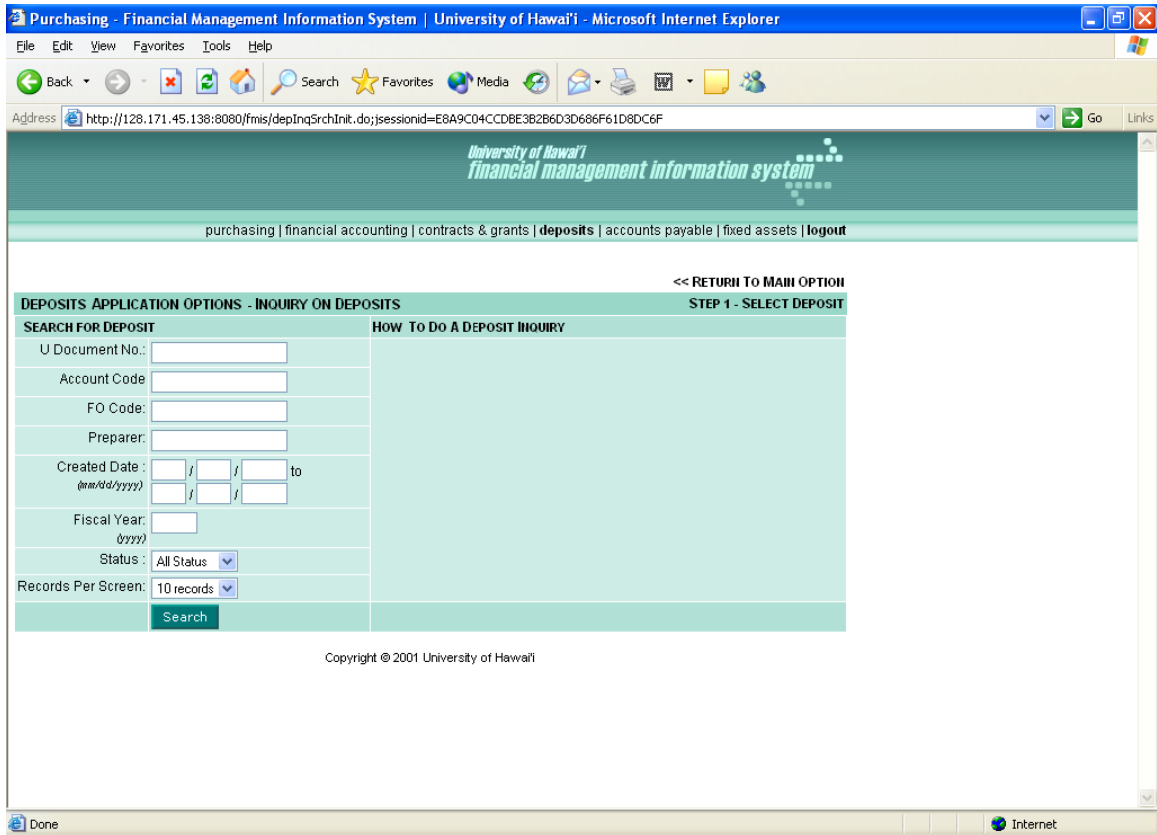 Purchasing - Financial Management Information System | University of Hawai'i - Microsoft Internet Explorer
File Edit View Favorites Tools Help
Back Search Favorites Media
Address http://128.171.45.138:8080/fmis/depInqSrchInit.do;jsessionid=E8A9C04CCDBE3B2B6D3D686F61D8DC6F Go Links
University of Hawai'i
financial management information system
purchasing | financial accounting | contracts & grants | deposits | accounts payable | fixed assets | logout
<< RETURN TO MAIN OPTION
DEPOSITS APPLICATION OPTIONS - INQUIRY ON DEPOSITS STEP 1 - SELECT DEPOSIT
SEARCH FOR DEPOSIT HOW TO DO A DEPOSIT INQUIRY
U Document No.:
Account Code
FO Code:
Preparer:
Created Date : / / to
(mm/dd/yyyy) / /
Fiscal Year:
(yyyy)
Status : All Status
Records Per Screen: 10 records
Search
Copyright © 2001 University of Hawai'i
Done Internet